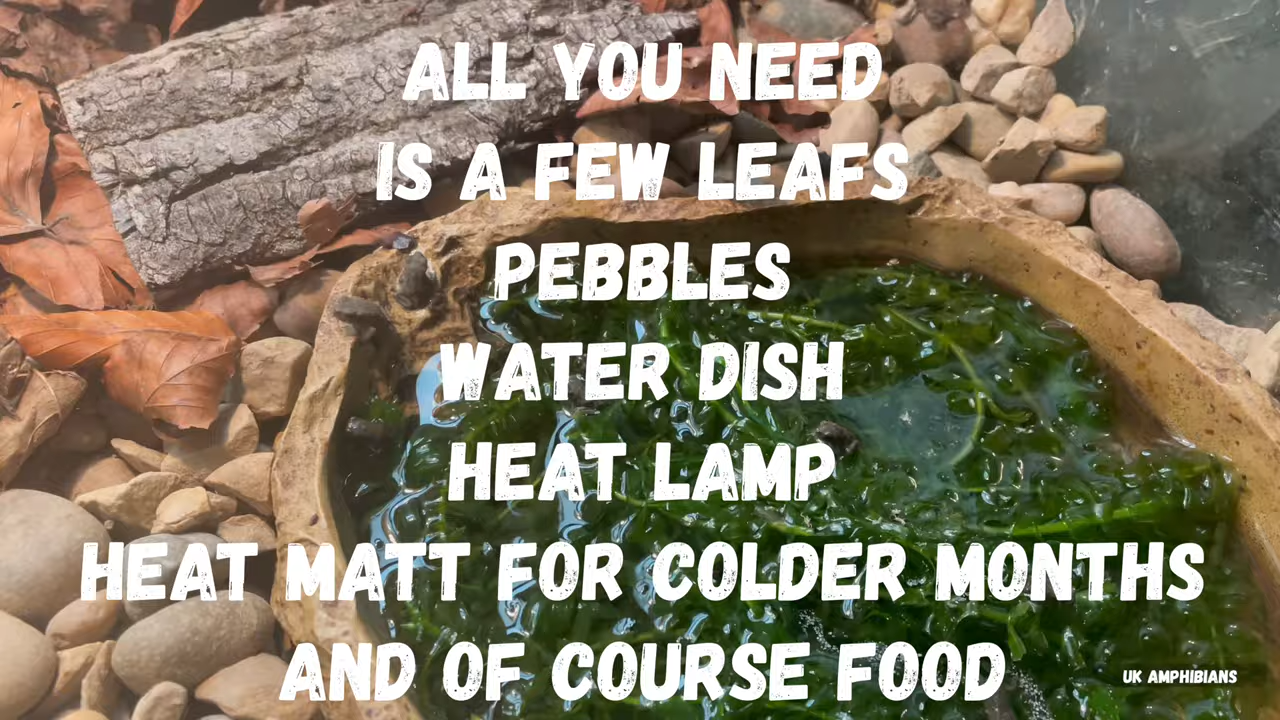 ALL YOU NEED
IS A FEW LEAFS
PEBBLES
WATER DISH
HEAT LAMP
HEAT MATT FOR COLDER MONTHS
AND OF COURSE FOOD
UK AMPHIBIANS